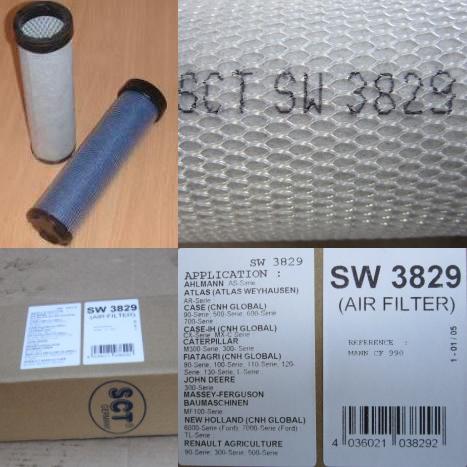 SCT SW 3829
SW 3829
(AIR FILTER)
SCT
GERMANY
SW 3829
APPLICATION :
AHLMANN AS-Serie
ATLAS (ATLAS WEYHAUSEN)
AR-Serie
CASE (CNH GLOBAL)
90-Serie, 500-Serie, 600-Serie
700-Serie
CASE-IH (CNH GLOBAL)
CX-Serie, MX-C Serie
CATERPILLAR
M300-Serie, 300- Serie
FIATAGRI (CNH GLOBAL)
90-Serie, 100-Serie, 110-Serie, 120-
Serie, 130-Serie, L-Serie
JOHN DEERE
300-Serie
MASSEY-FERGUSON
BAUMASCHINEN
MF100-Serie
NEW HOLLAND (CNH GLOBAL)
6000-Serie (Ford), 7000-Serie (Ford)
TL-Serie
RENAULT AGRICULTURE
90-Serie, 300-Serie, 500-Serie
SW 3829
(AIR FILTER)
REFERENCE :
MANN CF 990
1 - 01 / 05
4 036021 038292